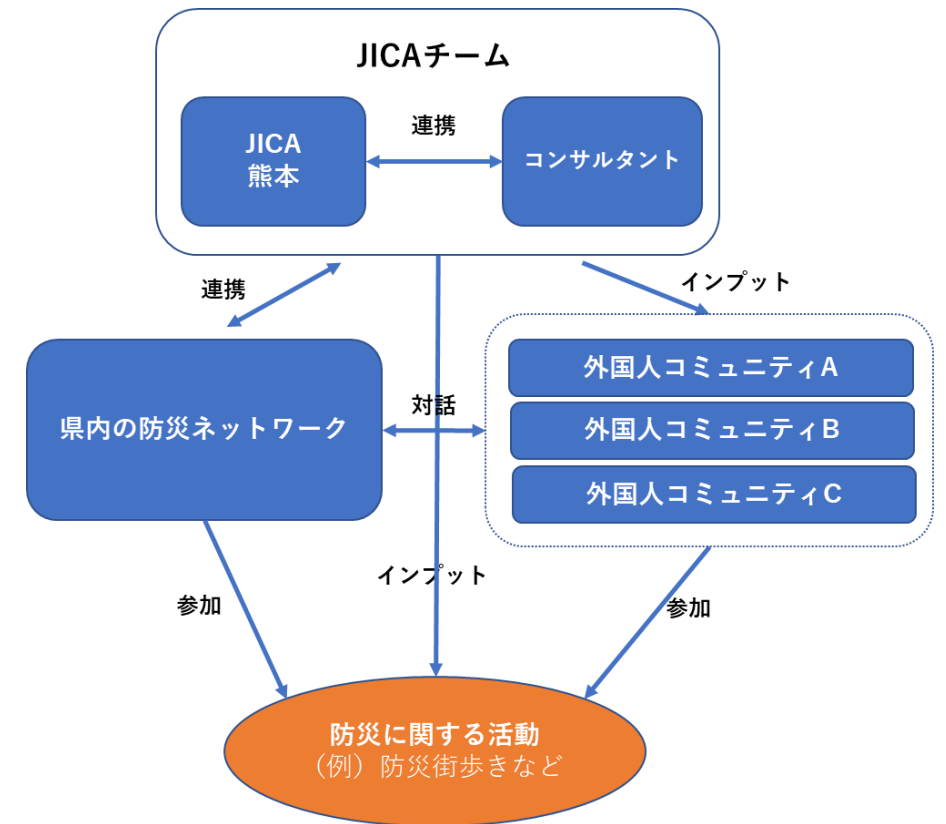 JICAチーム
JICA
熊本
連携
コンサルタント
連携
インプット
県内の防災ネットワーク
対話
外国人コミュニティA
外国人コミュニティB
外国人コミュニティC
インプット
参加
参加
防災に関する活動
（例）防災街歩きなど